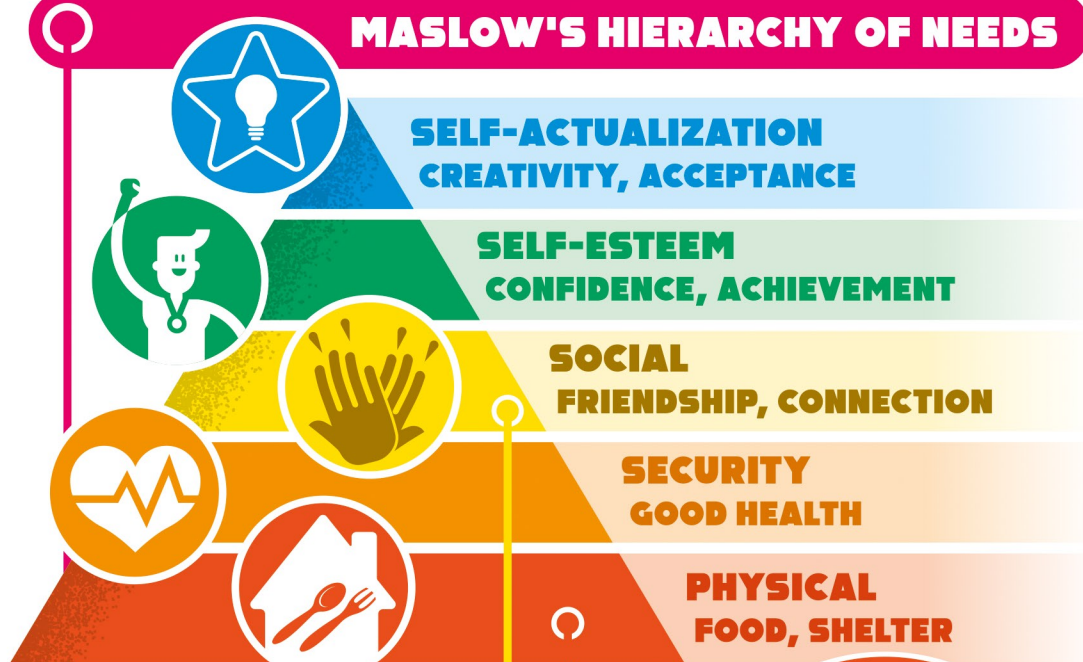 MASLOW'S HIERARCHY OF NEEDS
SELF-ACTUALIZATION
CREATIVITY, ACCEPTANCE
SELF-ESTEEM
CONFIDENCE, ACHIEVEMENT
SOCIAL
FRIENDSHIP, CONNECTION
SECURITY
GOOD HEALTH
PHYSICAL
FOOD, SHELTER